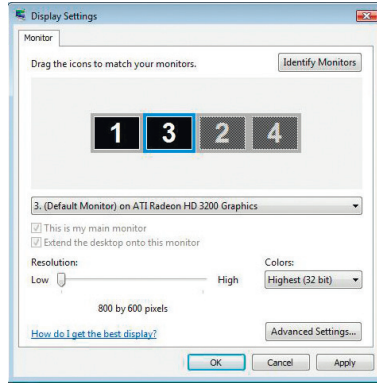 Display Settings
Monitor
Drag the icons to match your monitors.
Identify Monitors
1 3 2 4
3. (Default Monitor) on ATI Radeon HD 3200 Graphics
This is my main monitor
Extend the desktop onto this monitor
Resolution:
Colors:
Low
High
Highest (32 bit)
800 by 600 pixels
How do I get the best display?
Advanced Settings...
OK
Cancel
Apply